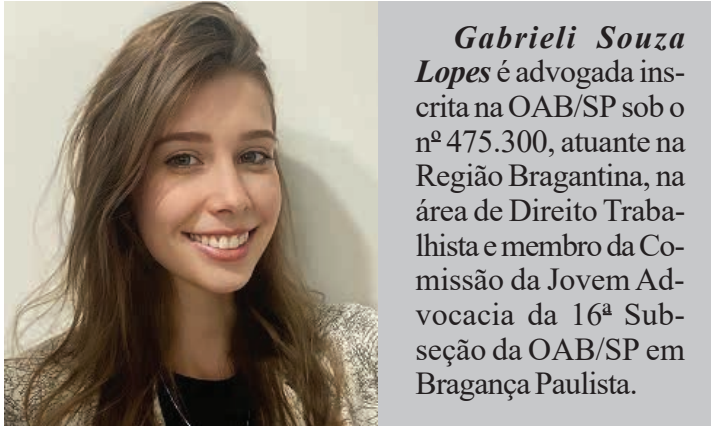 Gabrieli Souza
Lopes é advogada ins-
crita na OAB/SP sob o
nº 475.300, atuante na
Região Bragantina, na
área de Direito Traba-
lhista e membro da Co-
missão da Jovem Ad-
vocacia da 16ª Sub-
seção da OAB/SP em
Bragança Paulista.